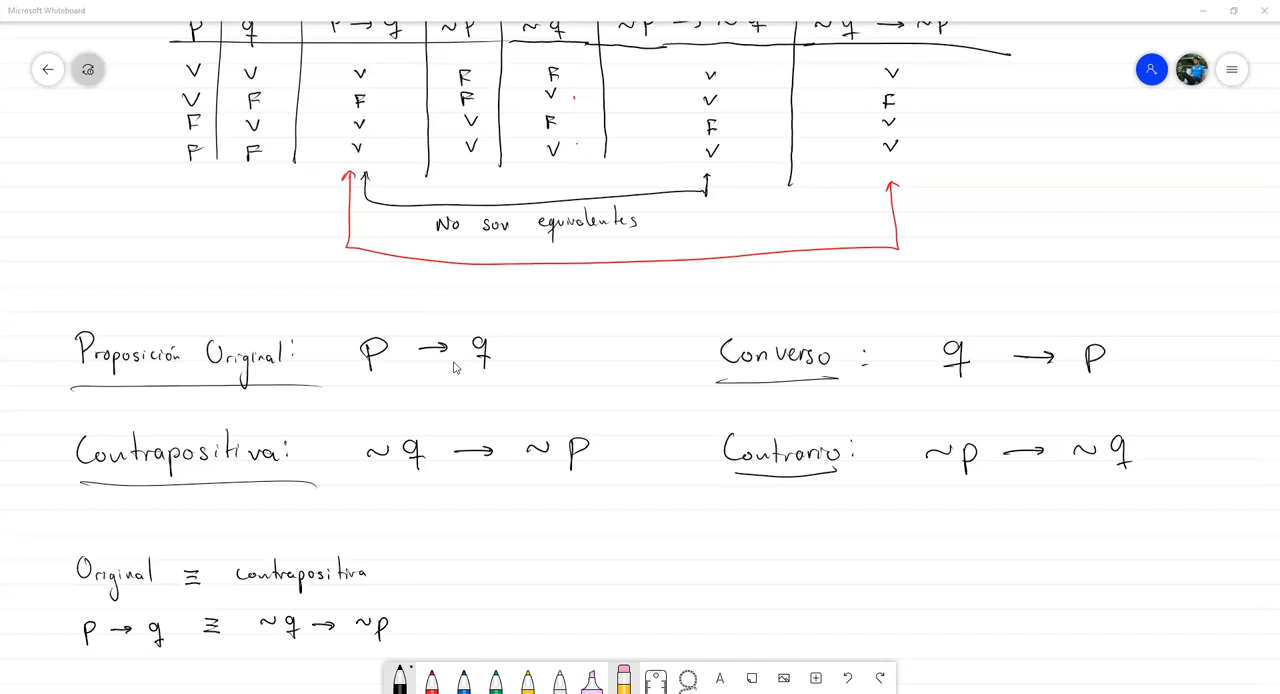 Microsoft Whiteboard
p q p → q ~p ~q ~p → ~q ~q → ~p
V V V F F V V
V F F F V V F
F V V V F F V
F F V V V V V
No son equivalentes
Proposición Original: p → q
Converso : q → p
Contrapositiva: ~q → ~p
Contrario: ~p → ~q
Original ≡ contrapositiva
p → q ≡ ~q → ~p
A